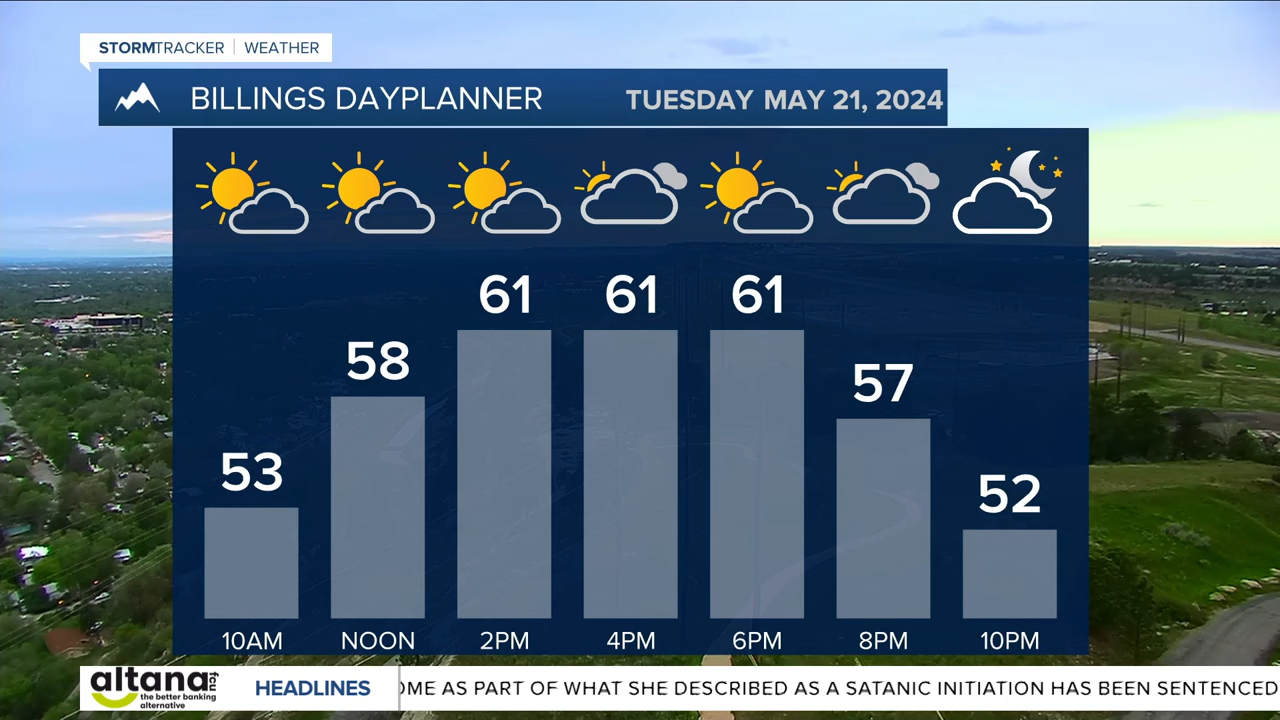 STORMTRACKER | WEATHER
BILLINGS DAYPLANNER TUESDAY MAY 21, 2024
61 61 61
58
57
53
52
10AM NOON 2PM 4PM 6PM 8PM 10PM
altana fcu
the better banking
alternative
HEADLINES
OME AS PART OF WHAT SHE DESCRIBED AS A SATANIC INITIATION HAS BEEN SENTENCED